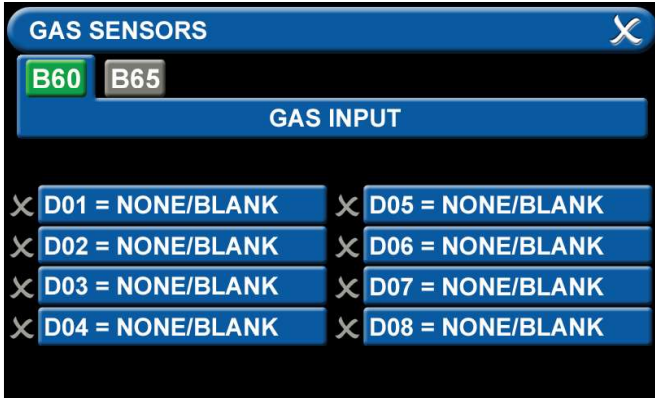 GAS SENSORS
B60 B65
GAS INPUT
D01 = NONE/BLANK
D02 = NONE/BLANK
D03 = NONE/BLANK
D04 = NONE/BLANK
D05 = NONE/BLANK
D06 = NONE/BLANK
D07 = NONE/BLANK
D08 = NONE/BLANK